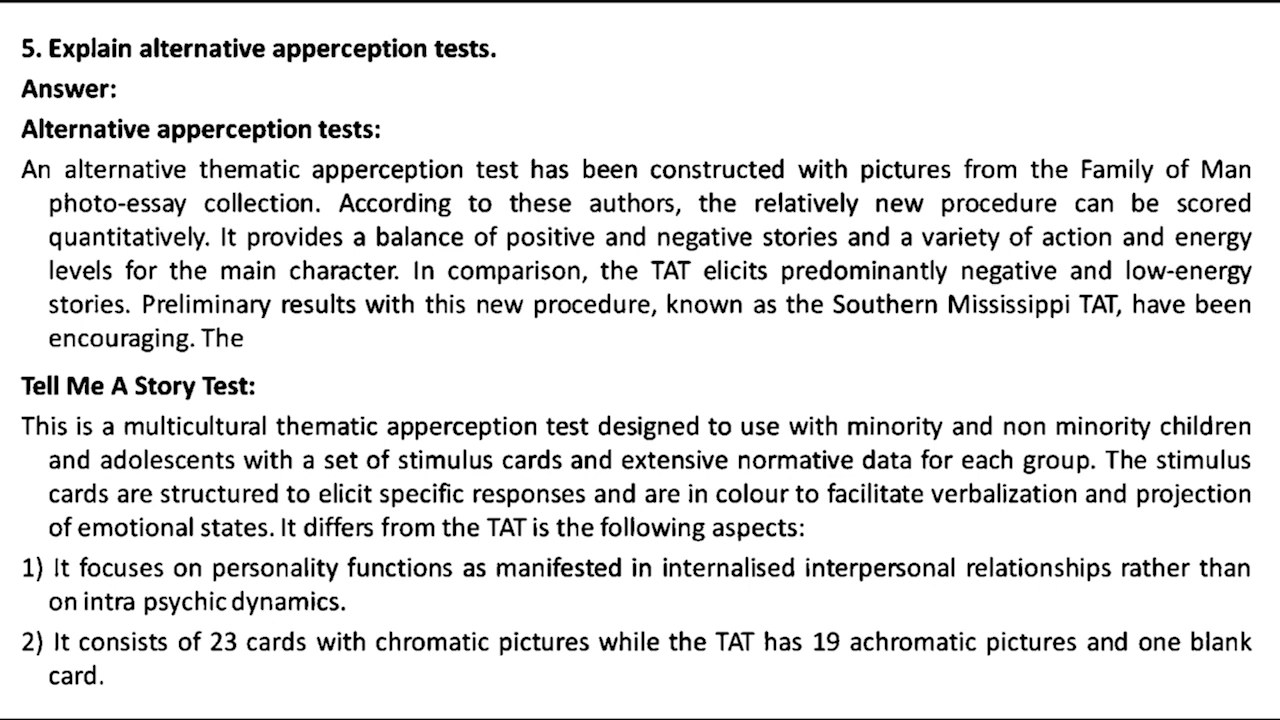 5. Explain alternative apperception tests.
Answer:
Alternative apperception tests:
An alternative thematic apperception test has been constructed with pictures from the Family of Man
photo-essay collection. According to these authors, the relatively new procedure can be scored
quantitatively. It provides a balance of positive and negative stories and a variety of action and energy
levels for the main character. In comparison, the TAT elicits predominantly negative and low-energy
stories. Preliminary results with this new procedure, known as the Southern Mississippi TAT, have been
encouraging. The
Tell Me A Story Test:
This is a multicultural thematic apperception test designed to use with minority and non minority children
and adolescents with a set of stimulus cards and extensive normative data for each group. The stimulus
cards are structured to elicit specific responses and are in colour to facilitate verbalization and projection
of emotional states. It differs from the TAT is the following aspects:
1) It focuses on personality functions as manifested in internalised interpersonal relationships rather than
on intra psychic dynamics.
2) It consists of 23 cards with chromatic pictures while the TAT has 19 achromatic pictures and one blank
card.